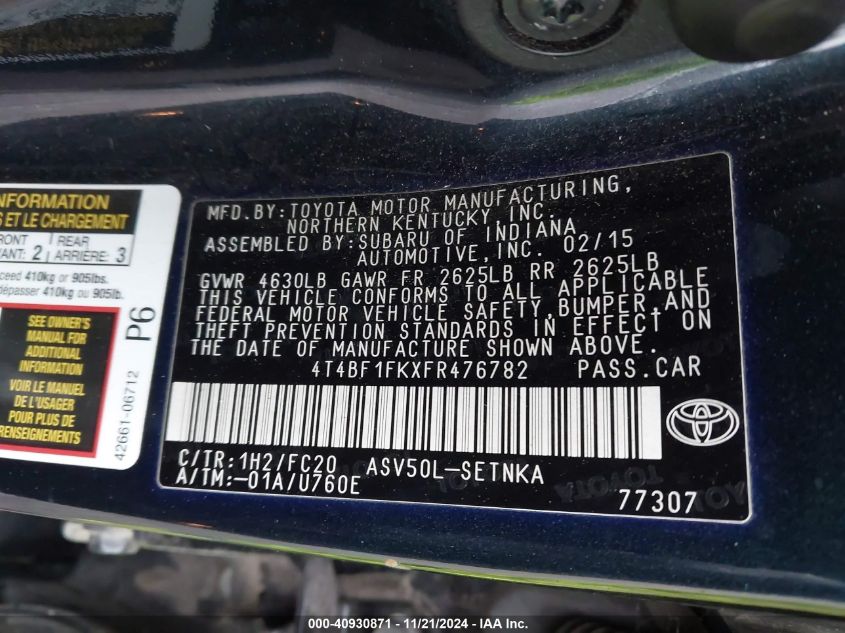 INFORMATION
S ET LE CHARGEMENT
FRONT
VANT: 2
REAR
ARRIÈRE: 3
ceed 410kg or 905lbs.
dépasser 410kg ou 905lb.
SEE OWNER'S
MANUAL FOR
ADDITIONAL
INFORMATION
VOIR LE MANUEL
DE L'USAGER
POUR PLUS DE
RENSEIGNEMENTS
P6
42661-06712
MFD.BY:TOYOTA MOTOR MANUFACTURING,
NORTHERN KENTUCKY,INC.
ASSEMBLED BY:SUBARU OF INDIANA
AUTOMOTIVE,INC. 02/15
GVWR 4630LB GAWR FR 2625LB RR 2625LB
THIS VEHICLE CONFORMS TO ALL APPLICABLE
FEDERAL MOTOR VEHICLE SAFETY,BUMPER,AND
THEFT PREVENTION STANDARDS IN EFFECT ON
THE DATE OF MANUFACTURE SHOWN ABOVE.
4T4BF1FKXFR476782 PASS.CAR
C/TR:1H2/FC20 ASV50L-SETNKA
A/TM:-01A/U760E
77307
000-40930871 - 11/21/2024 - IAA Inc.